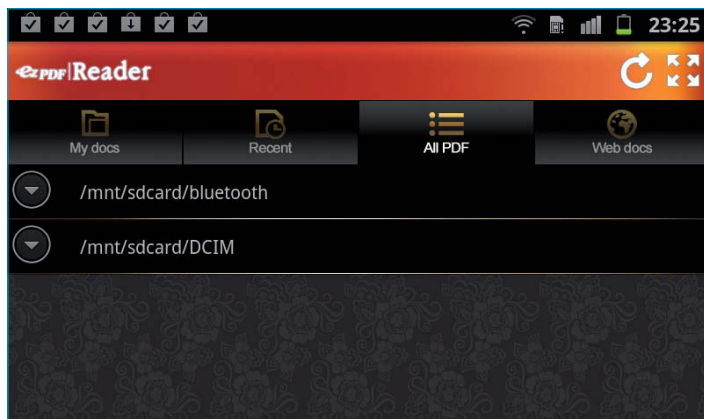 23:25
ezPDF Reader
My docs Recent All PDF Web docs
/mnt/sdcard/bluetooth
/mnt/sdcard/DCIM